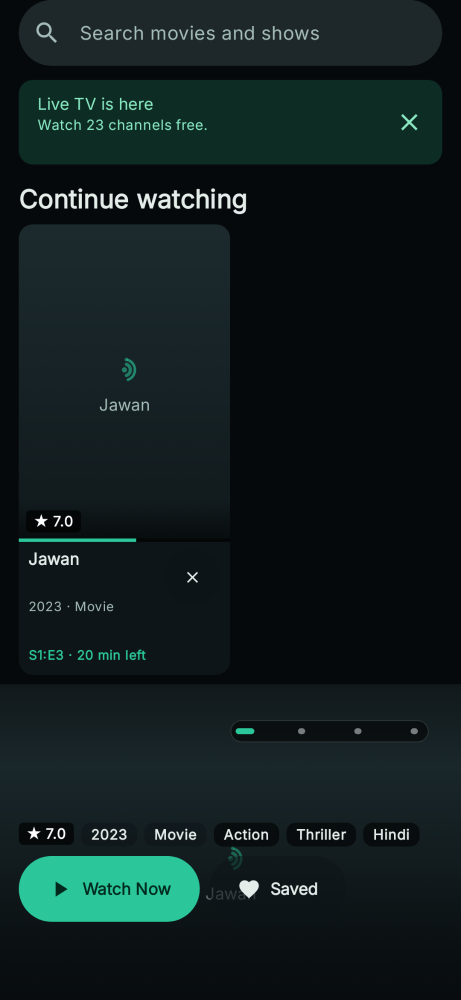 Search movies and shows
Live TV is here
Watch 23 channels free.
Continue watching
Jawan
★ 7.0
Jawan
2023 · Movie
S1:E3 · 20 min left
★ 7.0 2023 Movie Action Thriller Hindi
Jawan
Watch Now Saved